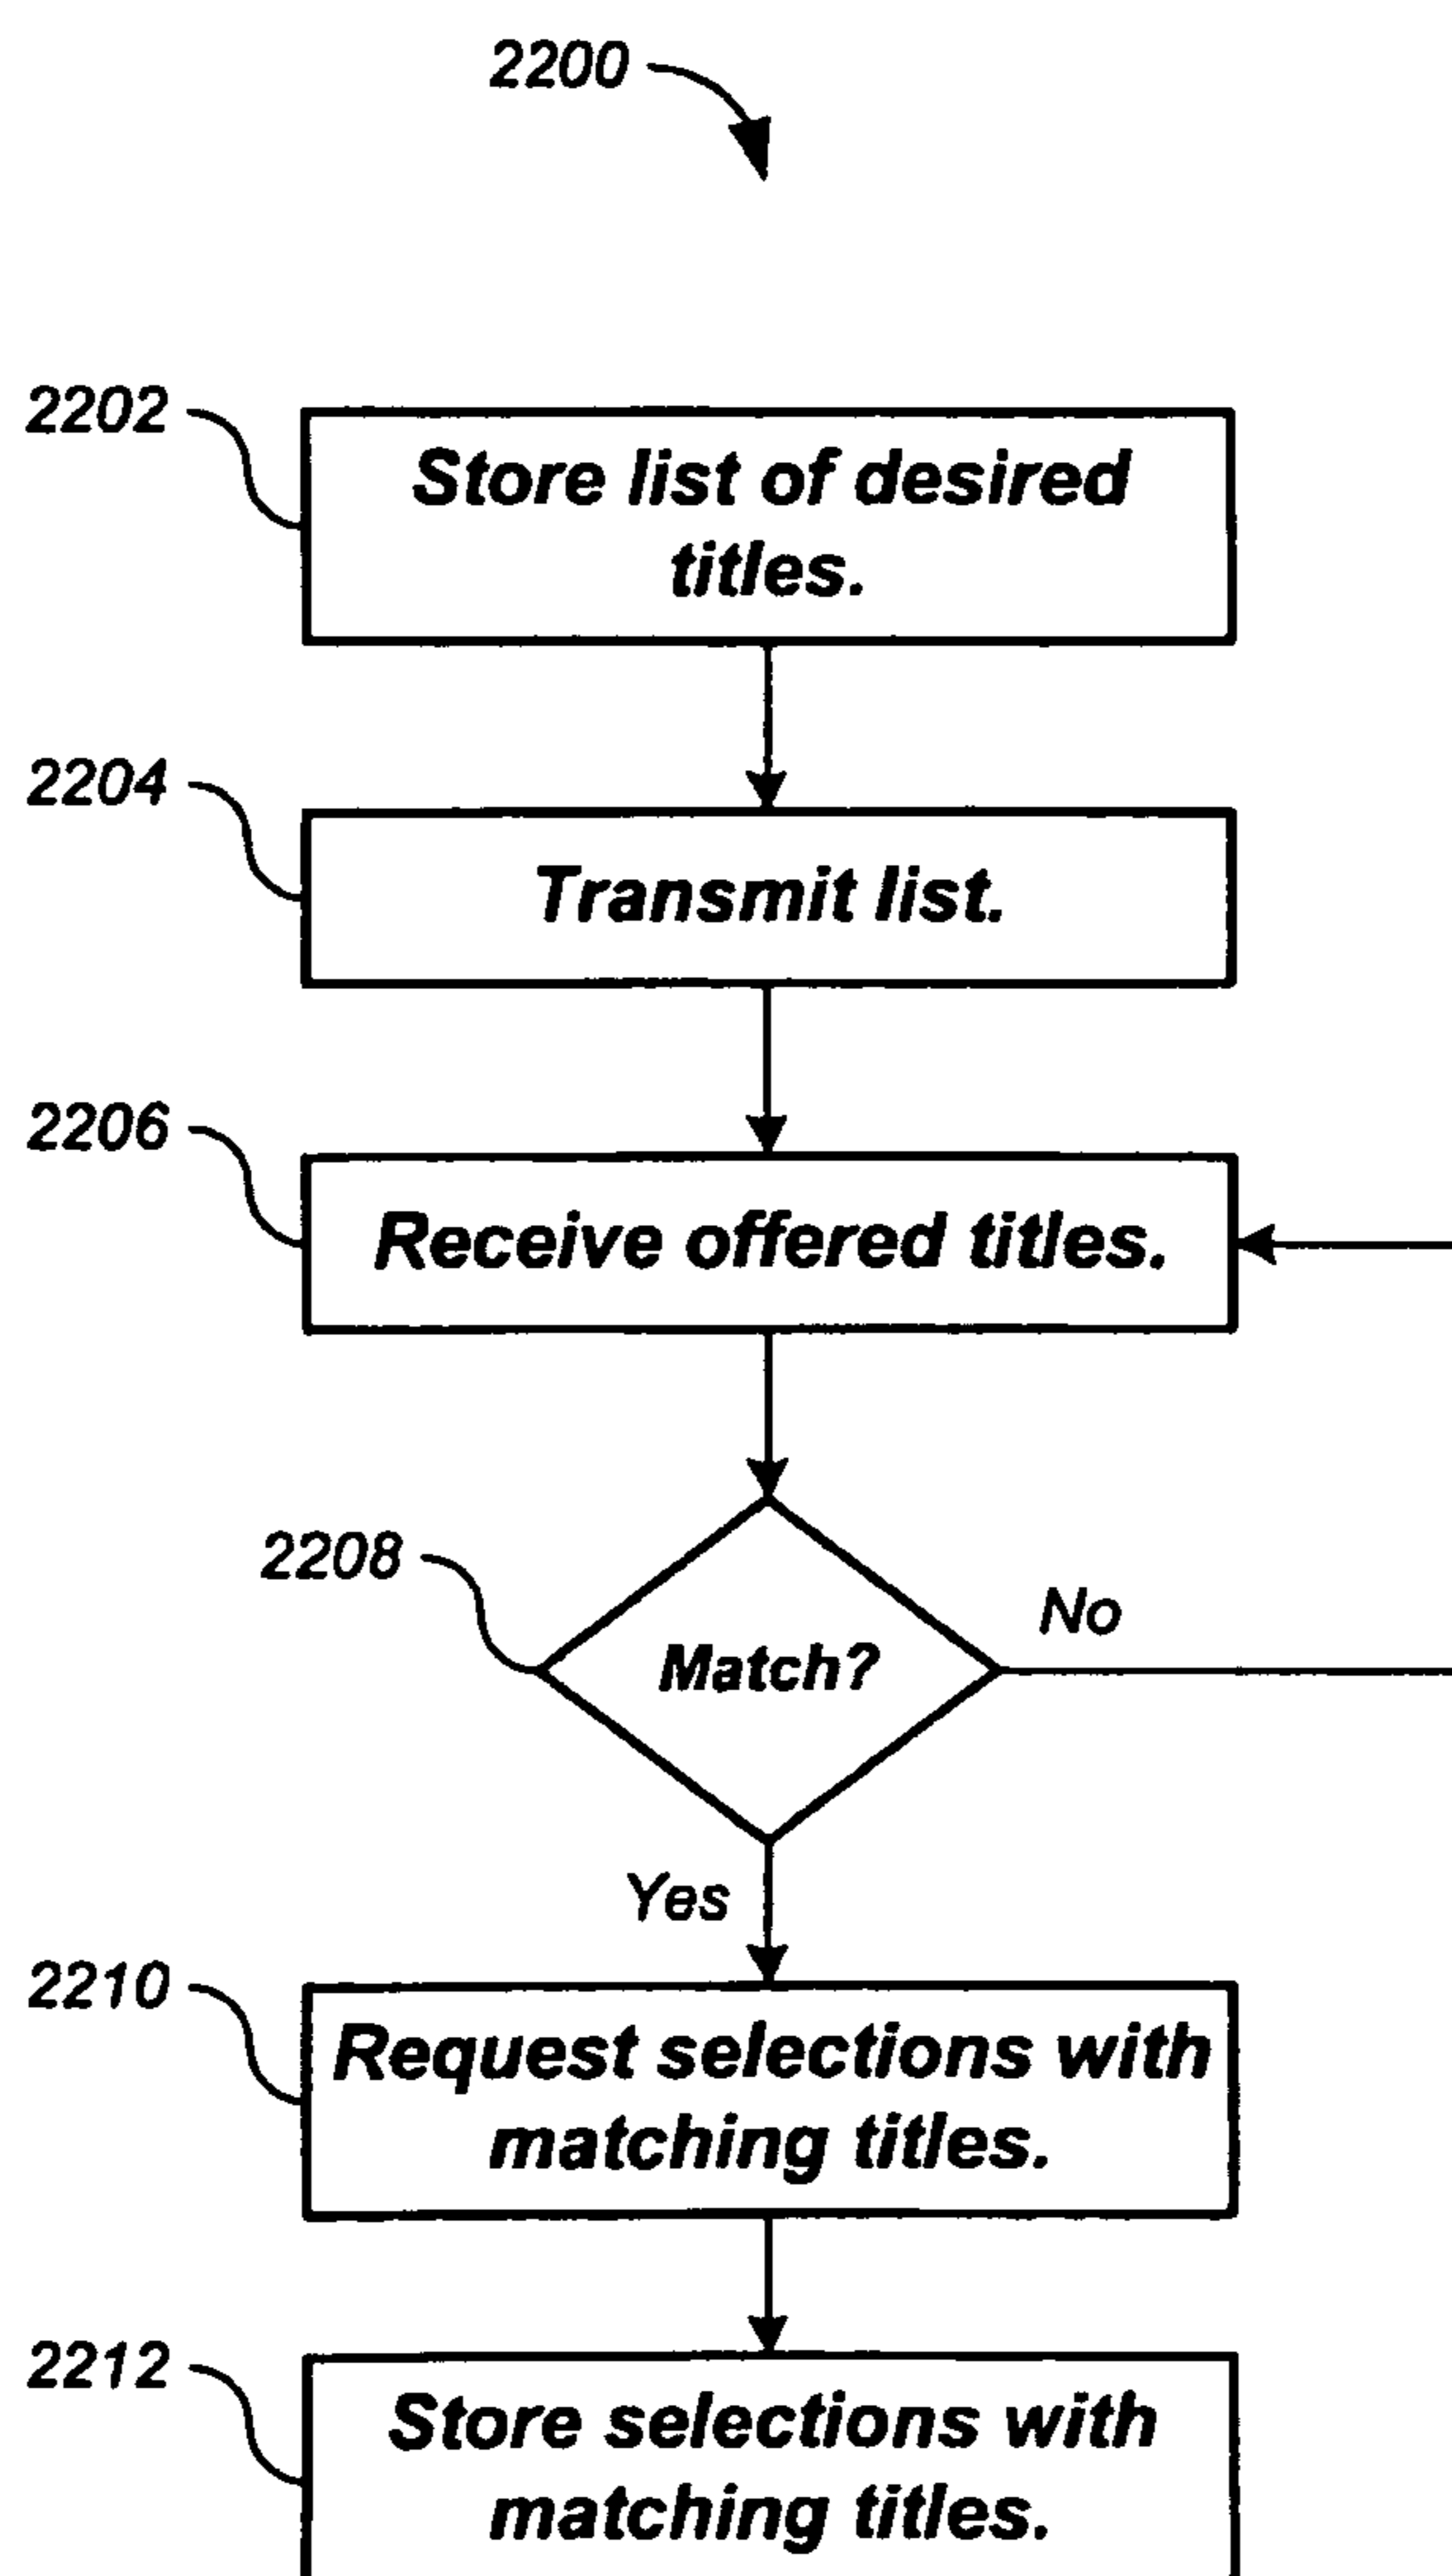 2200
2202
Store list of desired
titles.
2204
Transmit list.
2206
Receive offered titles.
2208
Match?
No
Yes
2210
Request selections with
matching titles.
2212
Store selections with
matching titles.